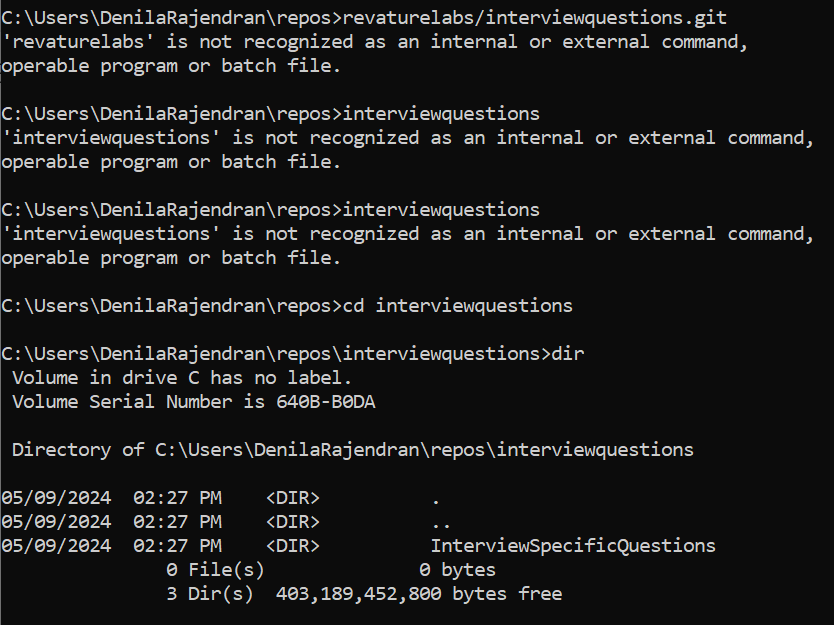 C:\Users\DenilaRajendran\repos>revaturelabs/interviewquestions.git
'revaturelabs' is not recognized as an internal or external command,
operable program or batch file.
C:\Users\DenilaRajendran\repos>interviewquestions
'interviewquestions' is not recognized as an internal or external command,
operable program or batch file.
C:\Users\DenilaRajendran\repos>interviewquestions
'interviewquestions' is not recognized as an internal or external command,
operable program or batch file.
C:\Users\DenilaRajendran\repos>cd interviewquestions
C:\Users\DenilaRajendran\repos\interviewquestions>dir
Volume in drive C has no label.
Volume Serial Number is 640B-B0DA
Directory of C:\Users\DenilaRajendran\repos\interviewquestions
05/09/2024  02:27 PM    <DIR>          .
05/09/2024  02:27 PM    <DIR>          ..
05/09/2024  02:27 PM    <DIR>          InterviewSpecificQuestions
0 File(s)              0 bytes
3 Dir(s)  403,189,452,800 bytes free